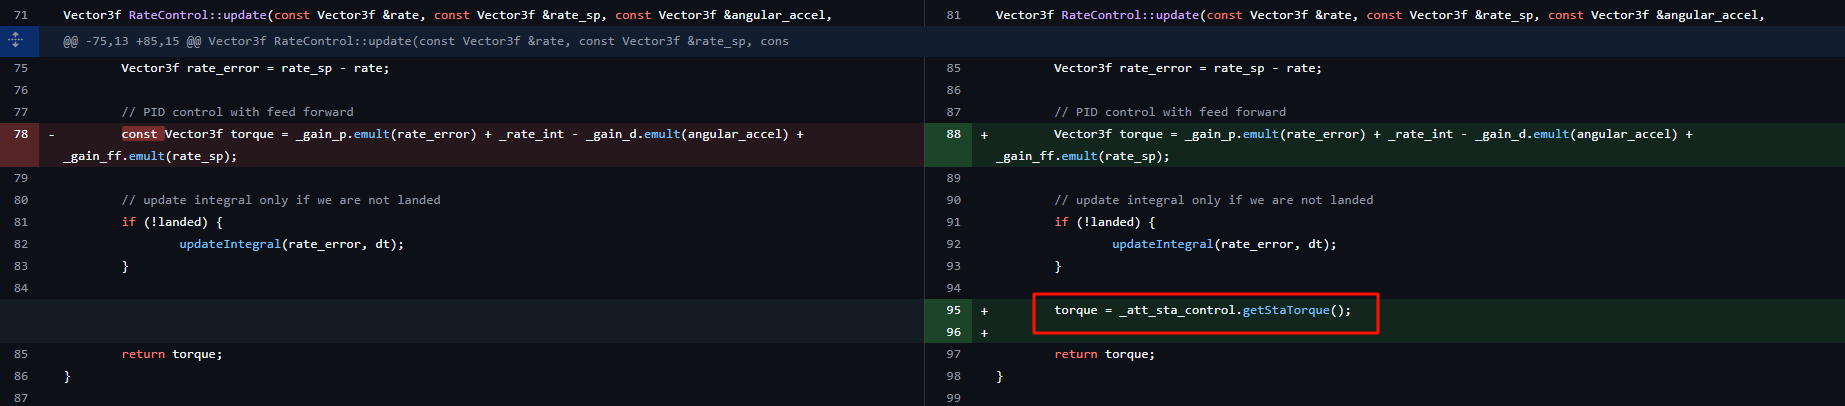 71 Vector3f RateControl::update(const Vector3f &rate, const Vector3f &rate_sp, const Vector3f &angular_accel,
@@ -75,13 +85,15 @@ Vector3f RateControl::update(const Vector3f &rate, const Vector3f &rate_sp, cons
75 Vector3f rate_error = rate_sp - rate;
76
77 // PID control with feed forward
78 - const Vector3f torque = _gain_p.emult(rate_error) + _rate_int - _gain_d.emult(angular_accel) +
_gain_ff.emult(rate_sp);
79
80 // update integral only if we are not landed
81 if (!landed) {
82 updateIntegral(rate_error, dt);
83 }
84
85 return torque;
86 }
87
81 Vector3f RateControl::update(const Vector3f &rate, const Vector3f &rate_sp, const Vector3f &angular_accel,
85 Vector3f rate_error = rate_sp - rate;
86
87 // PID control with feed forward
88 + Vector3f torque = _gain_p.emult(rate_error) + _rate_int - _gain_d.emult(angular_accel) +
_gain_ff.emult(rate_sp);
89
90 // update integral only if we are not landed
91 if (!landed) {
92 updateIntegral(rate_error, dt);
93 }
94
95 + torque = _att_sta_control.getStaTorque();
96 +
97 return torque;
98 }
99